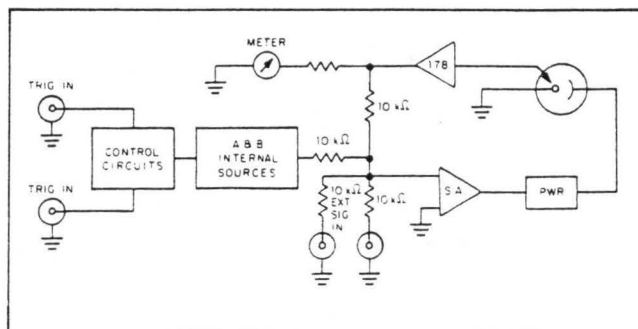 METER
TRIG IN
178
10 kΩ
CONTROL
CIRCUITS
A & B
INTERNAL
SOURCES
10 kΩ
TRIG IN
10 kΩ
EXT
SIG
IN
10 kΩ
S.A.
PWR